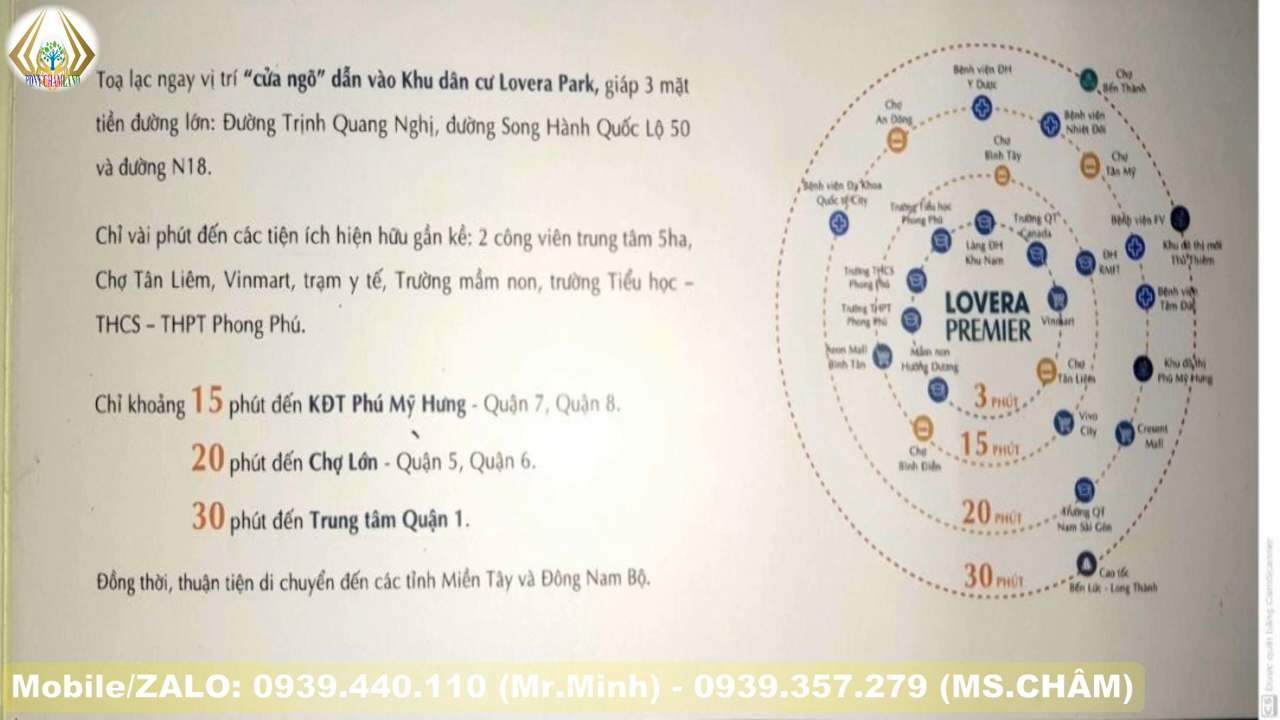 PDNY CHAMLAND
Toạ lạc ngay vị trí “cửa ngõ” dẫn vào Khu dân cư Lovera Park, giáp 3 mặt
tiền đường lớn: Đường Trịnh Quang Nghị, đường Song Hành Quốc Lộ 50
và đường N18.
Chỉ vài phút đến các tiện ích hiện hữu gần kề: 2 công viên trung tâm 5ha,
Chợ Tân Liêm, Vinmart, trạm y tế, Trường mầm non, trường Tiểu học –
THCS – THPT Phong Phú.
Chỉ khoảng 15 phút đến KĐT Phú Mỹ Hưng - Quận 7, Quận 8.
20 phút đến Chợ Lớn - Quận 5, Quận 6.
30 phút đến Trung tâm Quận 1.
Đồng thời, thuận tiện di chuyển đến các tỉnh Miền Tây và Đông Nam Bộ.
Bệnh viện ĐH
Y Dược
Chợ
Bến Thành
Chợ
An Đông
Bệnh viện
Nhiệt Đới
Chợ
Bình Tây
Chợ
Tân Mỹ
Bệnh viện Đa Khoa
Quốc tế City
Trường Tiểu học
Phong Phú
Làng ĐH
Khu Nam
Trường QT
Canada
Bệnh viện FV
Khu đô thị mới
Thủ Thiêm
ĐH
RMIT
Trường THCS
Phong Phú
Bệnh viện
Tâm Đức
Trường THPT
Phong Phú
LOVERA
PREMIER
Vinmart
Aeon Mall
Bình Tân
Mầm non
Hướng Dương
Chợ
Tân Liêm
Khu đô thị
Phú Mỹ Hưng
3 PHÚT
Vivo
City
Cresent
Mall
15 PHÚT
Chợ
Bình Điền
20 PHÚT
Trường QT
Nam Sài Gòn
30 PHÚT
Cao tốc
Bến Lức - Long Thành
CS Được quét bằng CamScanner
Mobile/ZALO: 0939.440.110 (Mr.Minh) - 0939.357.279 (MS.CHÂM)